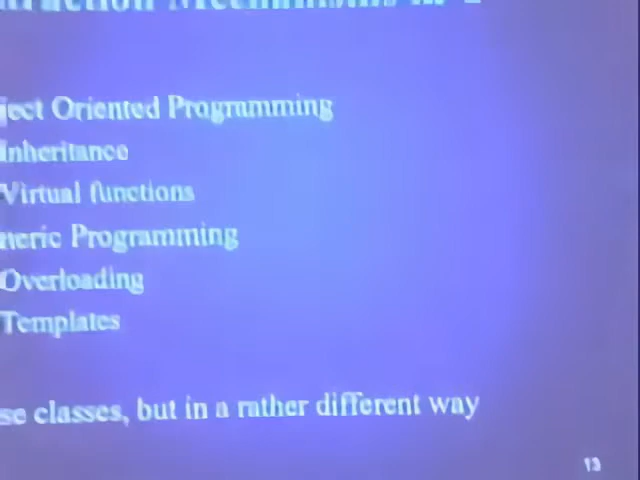 ject Oriented Programming
Inheritance
Virtual functions
neric Programming
Overloading
Templates
se classes, but in a rather different way
13